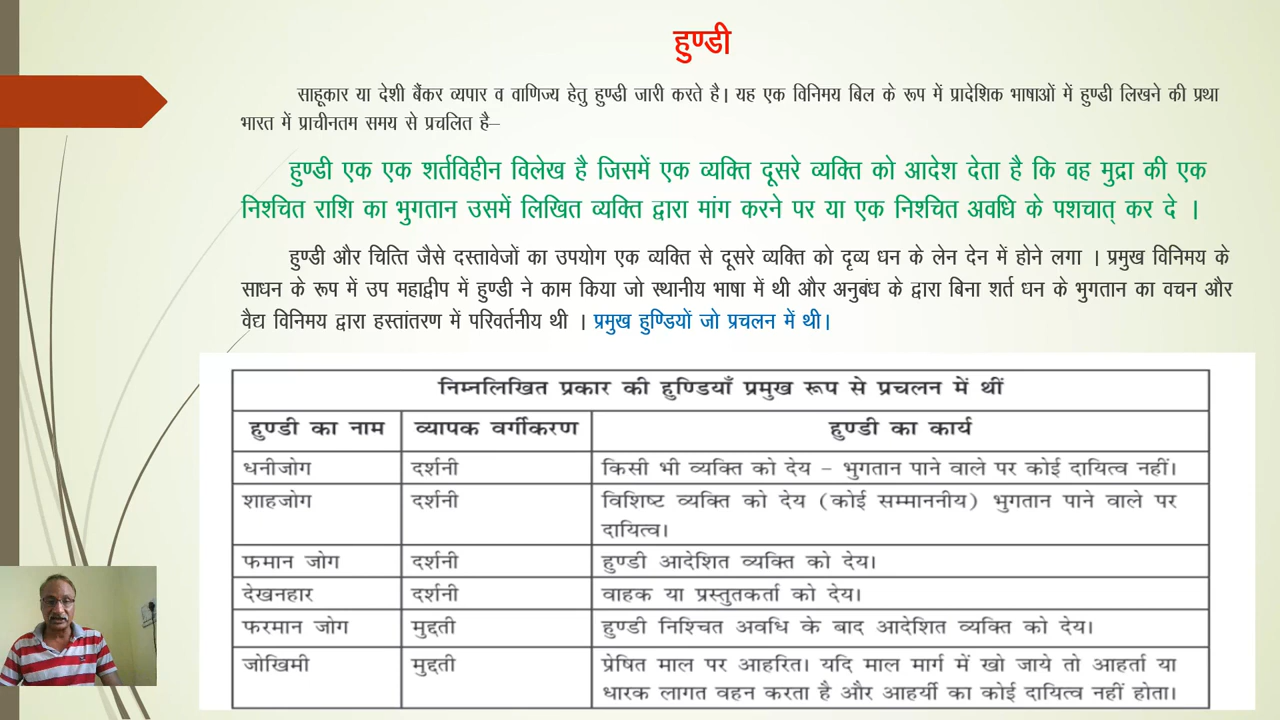 हुण्डी
साहूकार या देशी बैंकर व्यपार व वाणिज्य हेतु हुण्डी जारी करते है। यह एक विनिमय बिल के रूप में प्रादेशिक भाषाओं में हुण्डी लिखने की प्रथा
भारत में प्राचीनतम समय से प्रचलित है–
हुण्डी एक एक शर्तविहीन विलेख है जिसमें एक व्यक्ति दूसरे व्यक्ति को आदेश देता है कि वह मुद्रा की एक
निश्चित राशि का भुगतान उसमें लिखित व्यक्ति द्वारा मांग करने पर या एक निश्चित अवधि के पशचात् कर दे ।
हुण्डी और चित्ति जैसे दस्तावेजों का उपयोग एक व्यक्ति से दूसरे व्यक्ति को दृव्य धन के लेन देन में होने लगा । प्रमुख विनिमय के
साधन के रूप में उप महाद्वीप में हुण्डी ने काम किया जो स्थानीय भाषा में थी और अनुबंध के द्वारा बिना शर्त धन के भुगतान का वचन और
वैद्य विनिमय द्वारा हस्तांतरण में परिवर्तनीय थी । प्रमुख हुण्डियों जो प्रचलन में थी।
निम्नलिखित प्रकार की हुण्डियाँ प्रमुख रूप से प्रचलन में थीं
हुण्डी का नाम व्यापक वर्गीकरण हुण्डी का कार्य
धनीजोग दर्शनी किसी भी व्यक्ति को देय – भुगतान पाने वाले पर कोई दायित्व नहीं।
शाहजोग दर्शनी विशिष्ट व्यक्ति को देय (कोई सम्माननीय) भुगतान पाने वाले पर
दायित्व।
फमान जोग दर्शनी हुण्डी आदेशित व्यक्ति को देय।
देखनहार दर्शनी वाहक या प्रस्तुतकर्ता को देय।
फरमान जोग मुद्दती हुण्डी निश्चित अवधि के बाद आदेशित व्यक्ति को देय।
जोखिमी मुद्दती प्रेषित माल पर आहरित। यदि माल मार्ग में खो जाये तो आहर्ता या
धारक लागत वहन करता है और आहर्यी का कोई दायित्व नहीं होता।